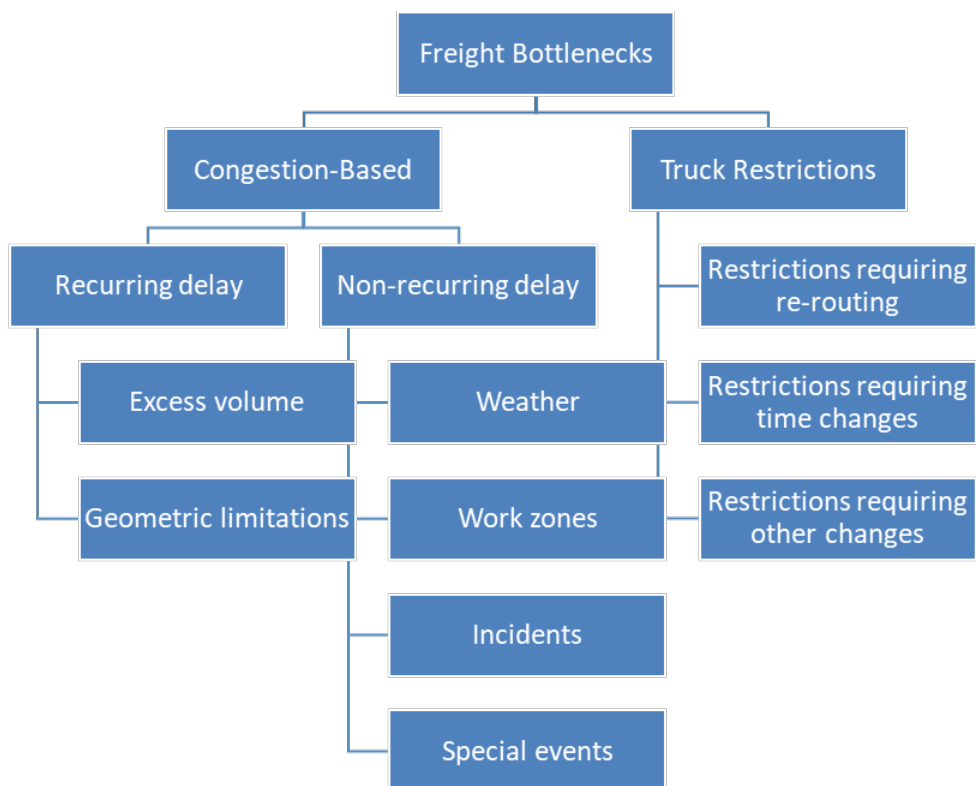 Freight Bottlenecks
Congestion-Based
Truck Restrictions
Recurring delay
Non-recurring delay
Restrictions requiring
re-routing
Excess volume
Weather
Restrictions requiring
time changes
Geometric limitations
Work zones
Restrictions requiring
other changes
Incidents
Special events